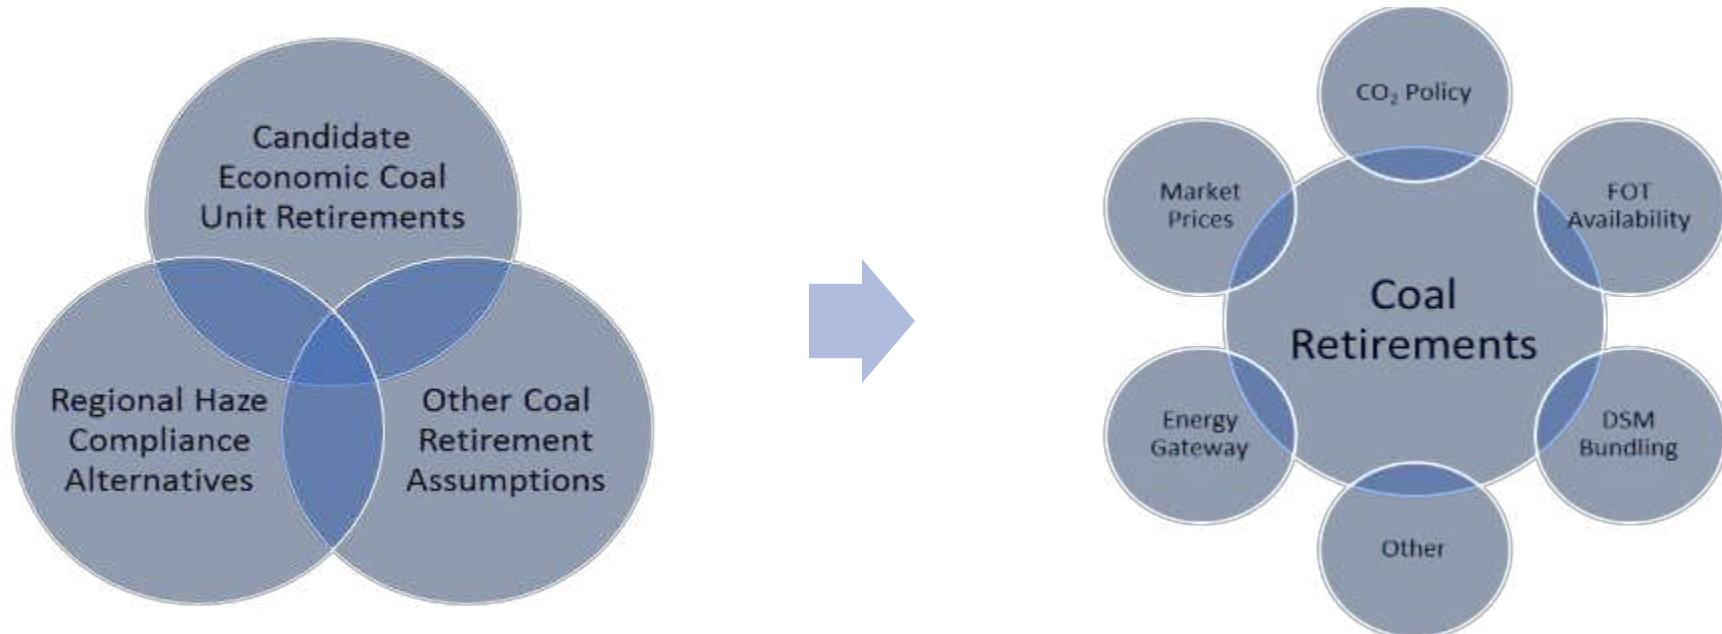 Candidate
Economic Coal
Unit Retirements
Regional Haze
Compliance
Alternatives
Other Coal
Retirement
Assumptions
CO₂ Policy
Market
Prices
FOT
Availability
Coal
Retirements
Energy
Gateway
DSM
Bundling
Other